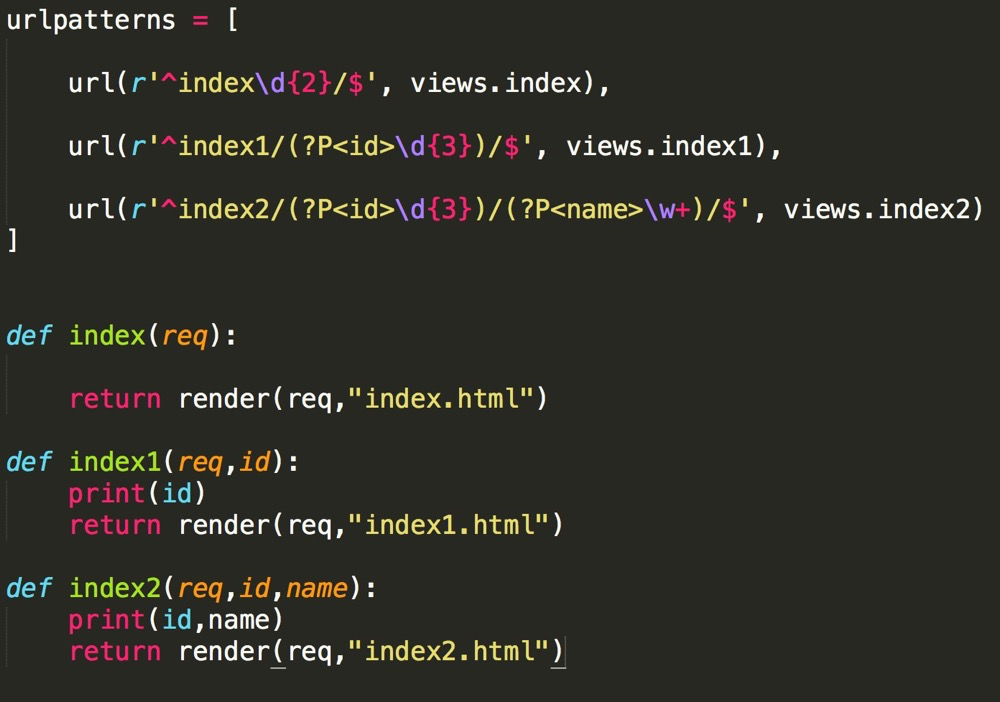 urlpatterns = [
    url(r'^index\d{2}/$', views.index),
    url(r'^index1/(?P<id>\d{3})/$', views.index1),
    url(r'^index2/(?P<id>\d{3})/(?P<name>\w+)/$', views.index2)
]
def index(req):
    return render(req,"index.html")
def index1(req,id):
    print(id)
    return render(req,"index1.html")
def index2(req,id,name):
    print(id,name)
    return render(req,"index2.html")